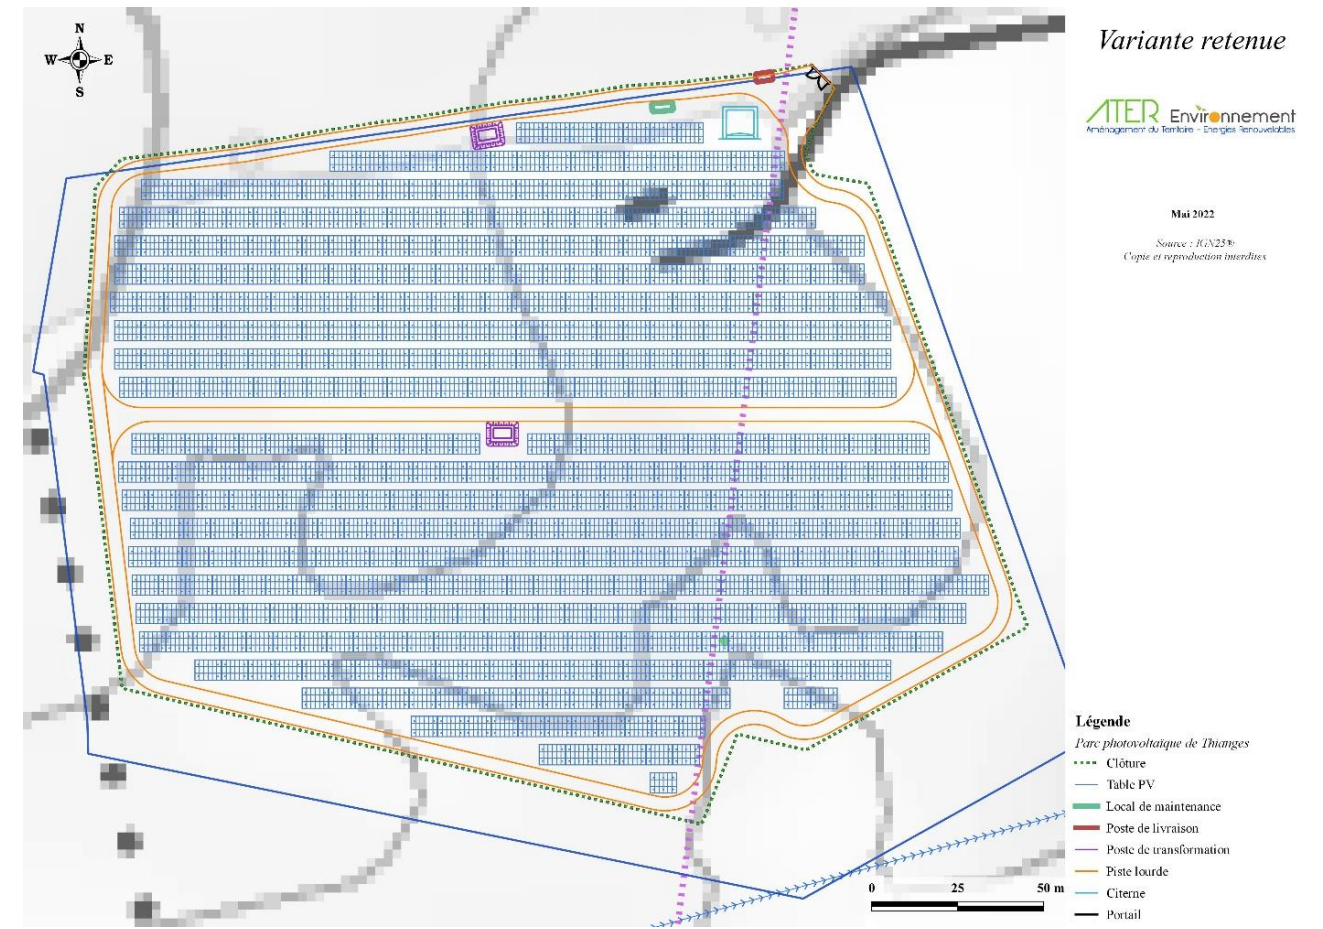 Variante retenue
N
W E
S
ATER Environnement
Aménagement du Territoire - Energies Renouvelables
Mai 2022
Source : IGN25®
Copie et reproduction interdites
Légende
Parc photovoltaïque de Thianges
Clôture
Table PV
Local de maintenance
Poste de livraison
Poste de transformation
Piste lourde
Citerne
Portail
0 25 50 m